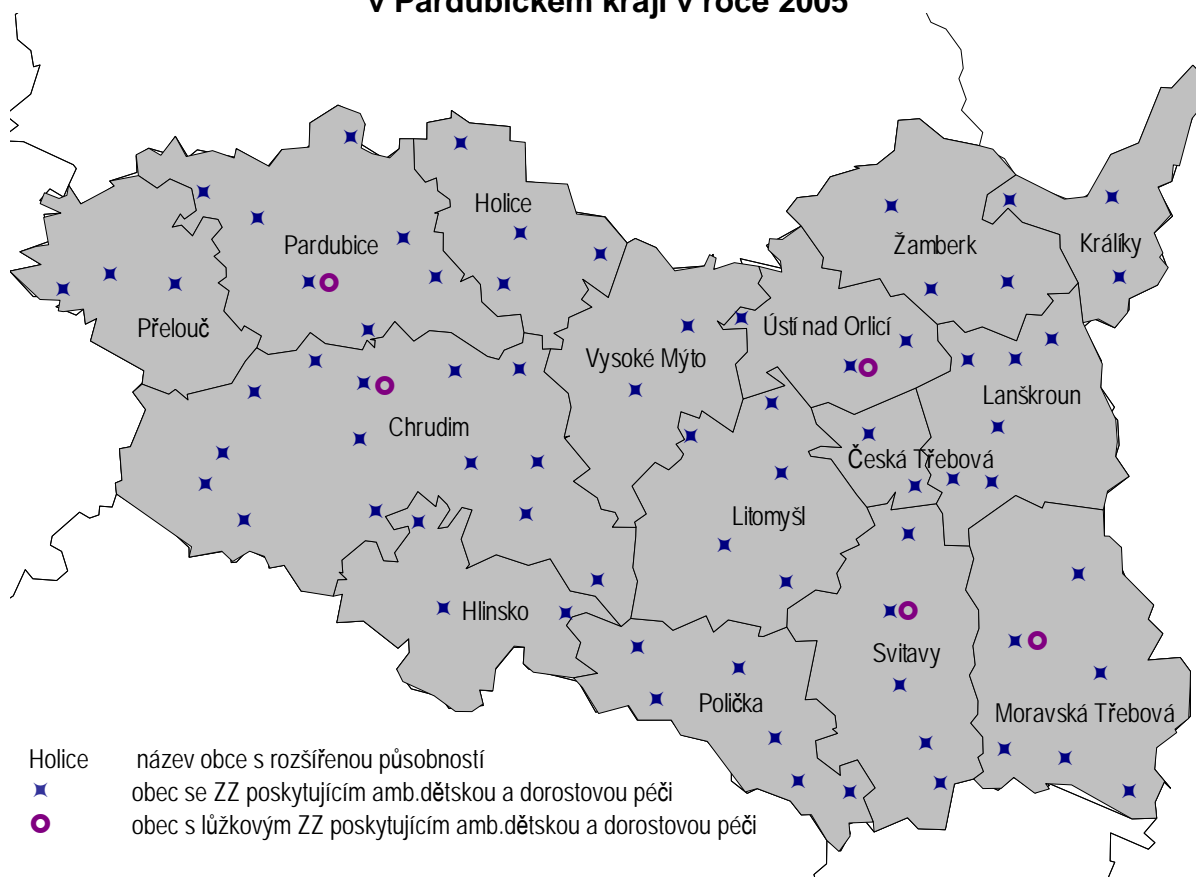 v Pardubickém kraji v roce 2005
Holice
Pardubice
Žamberk
Králíky
Přelouč
Ústí nad Orlicí
Vysoké Mýto
Lanškroun
Chrudim
Česká Třebová
Litomyšl
Hlinsko
Svitavy
Polička
Moravská Třebová
Holice název obce s rozšířenou působností
obec se ZZ poskytujícím amb.dětskou a dorostovou péči
obec s lůžkovým ZZ poskytujícím amb.dětskou a dorostovou péči